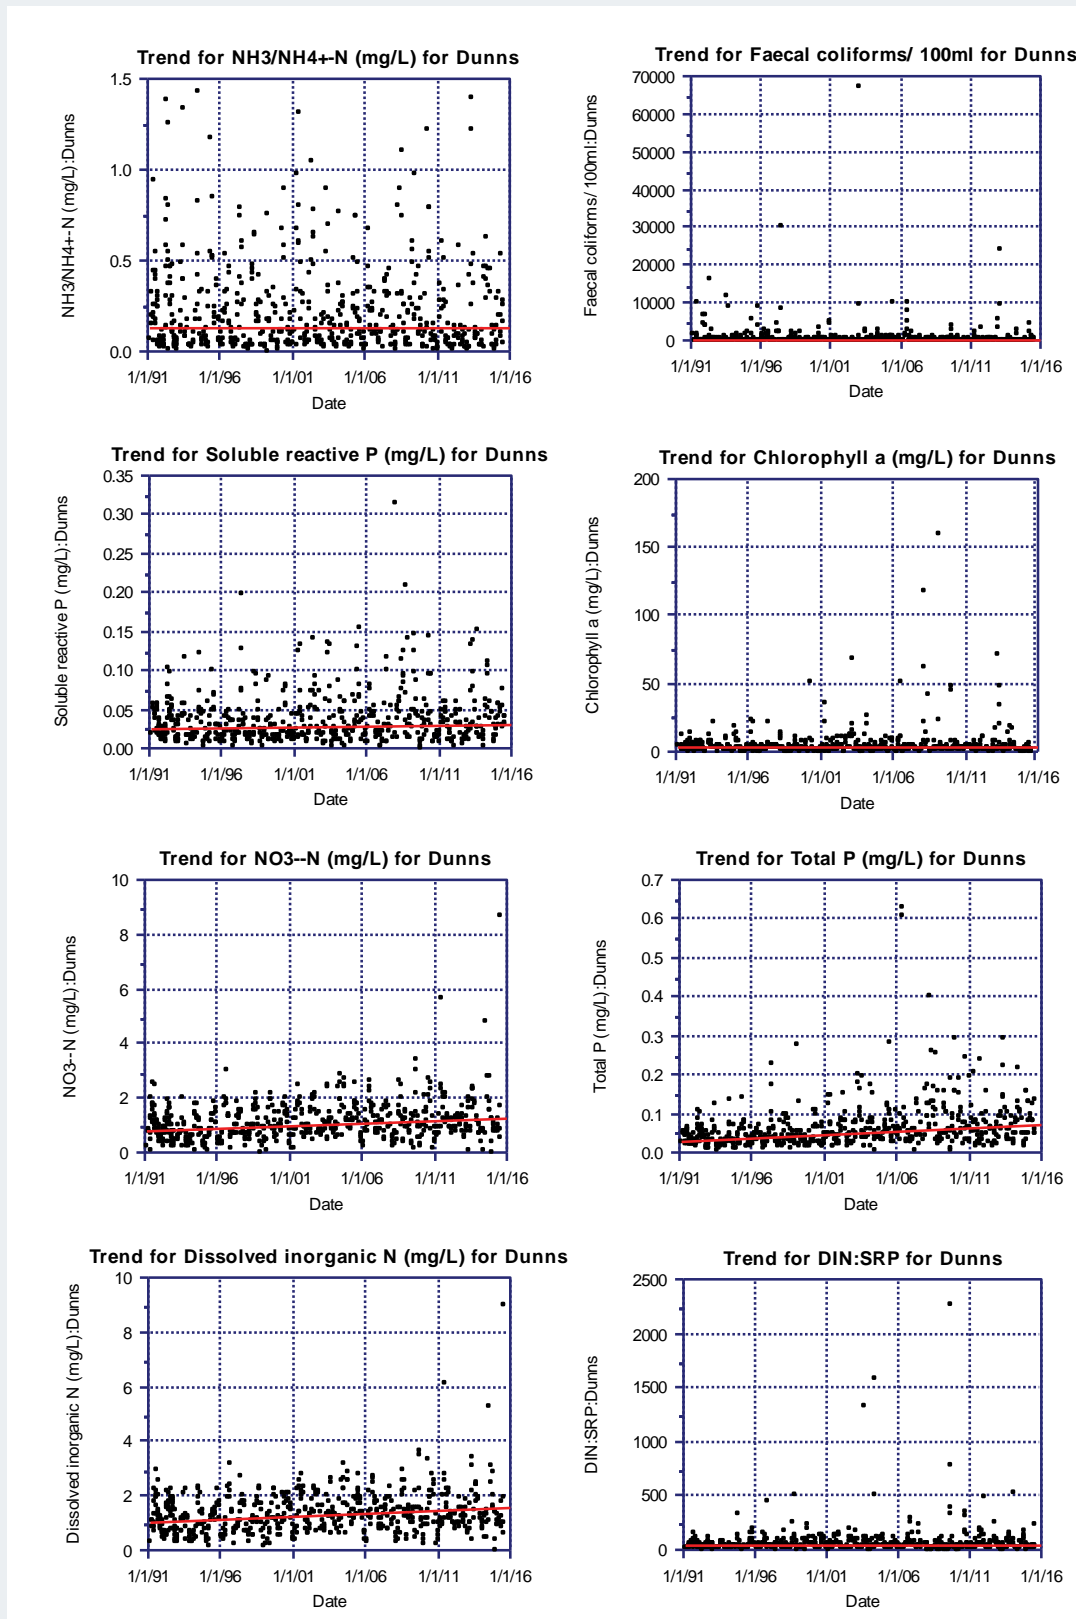 Trend for NH3/NH4+-N (mg/L) for Dunns
NH3/NH4+-N (mg/L):Dunns
1.5
1.0
0.5
0.0
1/1/91 1/1/96 1/1/01 1/1/06 1/1/11 1/1/16
Date
Trend for Faecal coliforms/ 100ml for Dunns
Faecal coliforms/ 100ml:Dunns
70000
60000
50000
40000
30000
20000
10000
0
1/1/91 1/1/96 1/1/01 1/1/06 1/1/11 1/1/16
Date
Trend for Soluble reactive P (mg/L) for Dunns
Soluble reactive P (mg/L):Dunns
0.35
0.30
0.25
0.20
0.15
0.10
0.05
0.00
1/1/91 1/1/96 1/1/01 1/1/06 1/1/11 1/1/16
Date
Trend for Chlorophyll a (mg/L) for Dunns
Chlorophyll a (mg/L):Dunns
200
150
100
50
0
1/1/91 1/1/96 1/1/01 1/1/06 1/1/11 1/1/16
Date
Trend for NO3--N (mg/L) for Dunns
NO3--N (mg/L):Dunns
10
8
6
4
2
0
1/1/91 1/1/96 1/1/01 1/1/06 1/1/11 1/1/16
Date
Trend for Total P (mg/L) for Dunns
Total P (mg/L):Dunns
0.7
0.6
0.5
0.4
0.3
0.2
0.1
0.0
1/1/91 1/1/96 1/1/01 1/1/06 1/1/11 1/1/16
Date
Trend for Dissolved inorganic N (mg/L) for Dunns
Dissolved inorganic N (mg/L):Dunns
10
8
6
4
2
0
1/1/91 1/1/96 1/1/01 1/1/06 1/1/11 1/1/16
Date
Trend for DIN:SRP for Dunns
DIN:SRP:Dunns
2500
2000
1500
1000
500
0
1/1/91 1/1/96 1/1/01 1/1/06 1/1/11 1/1/16
Date